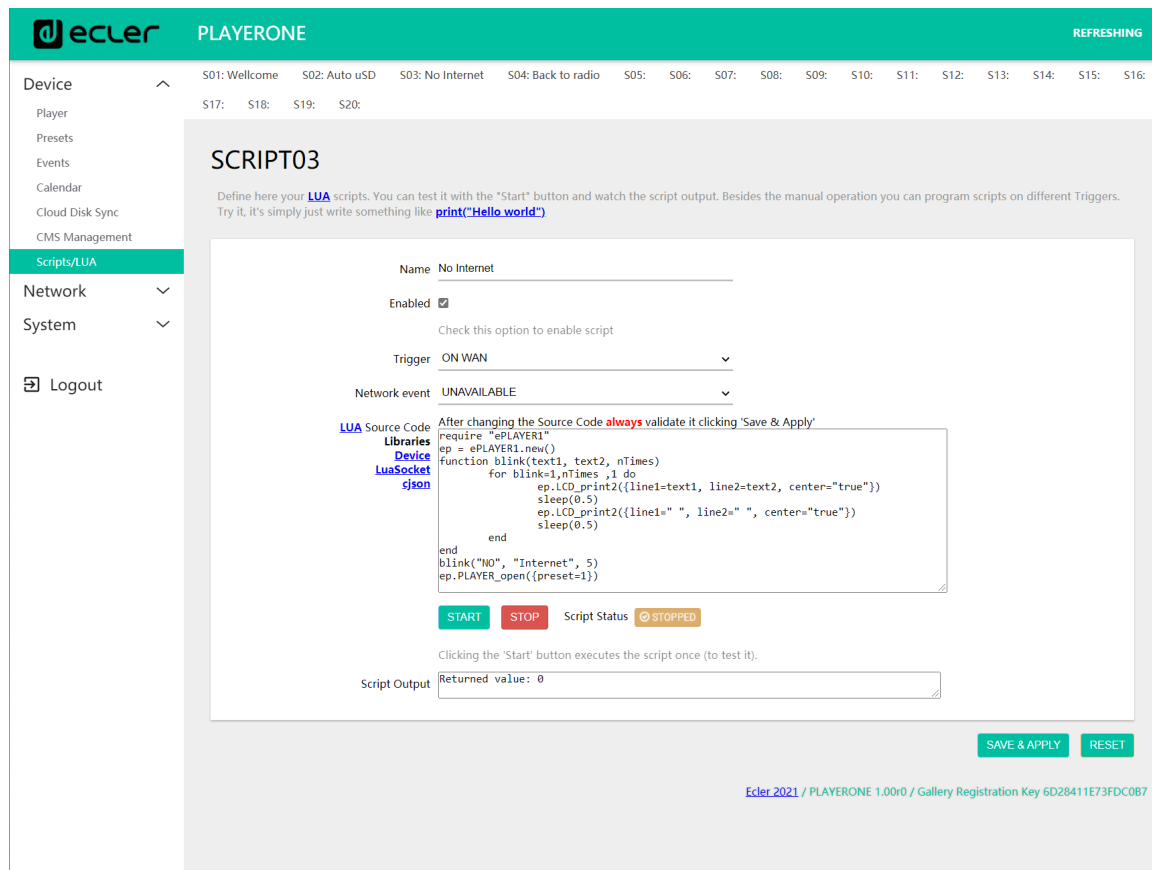 ecler
PLAYERONE
REFRESHING
Device
Player
Presets
Events
Calendar
Cloud Disk Sync
CMS Management
Scripts/LUA
Network
System
Logout
S01: Wellcome S02: Auto uSD S03: No Internet S04: Back to radio S05: S06: S07: S08: S09: S10: S11: S12: S13: S14: S15: S16:
S17: S18: S19: S20:
SCRIPT03
Define here your LUA scripts. You can test it with the "Start" button and watch the script output. Besides the manual operation you can program scripts on different Triggers.
Try it, it's simply just write something like print("Hello world")
Name No Internet
Enabled
Check this option to enable script
Trigger ON WAN
Network event UNAVAILABLE
LUA Source Code
Libraries
Device
LuaSocket
cjson
After changing the Source Code always validate it clicking 'Save & Apply'
require "ePLAYER1"
ep = ePLAYER1.new()
function blink(text1, text2, nTimes)
for blink=1,nTimes ,1 do
ep.LCD_print2({line1=text1, line2=text2, center="true"})
sleep(0.5)
ep.LCD_print2({line1=" ", line2=" ", center="true"})
sleep(0.5)
end
end
blink("NO", "Internet", 5)
ep.PLAYER_open({preset=1})
START STOP Script Status STOPPED
Clicking the 'Start' button executes the script once (to test it).
Script Output Returned value: 0
SAVE & APPLY RESET
Ecler 2021 / PLAYERONE 1.00r0 / Gallery Registration Key 6D28411E73FDC0B7